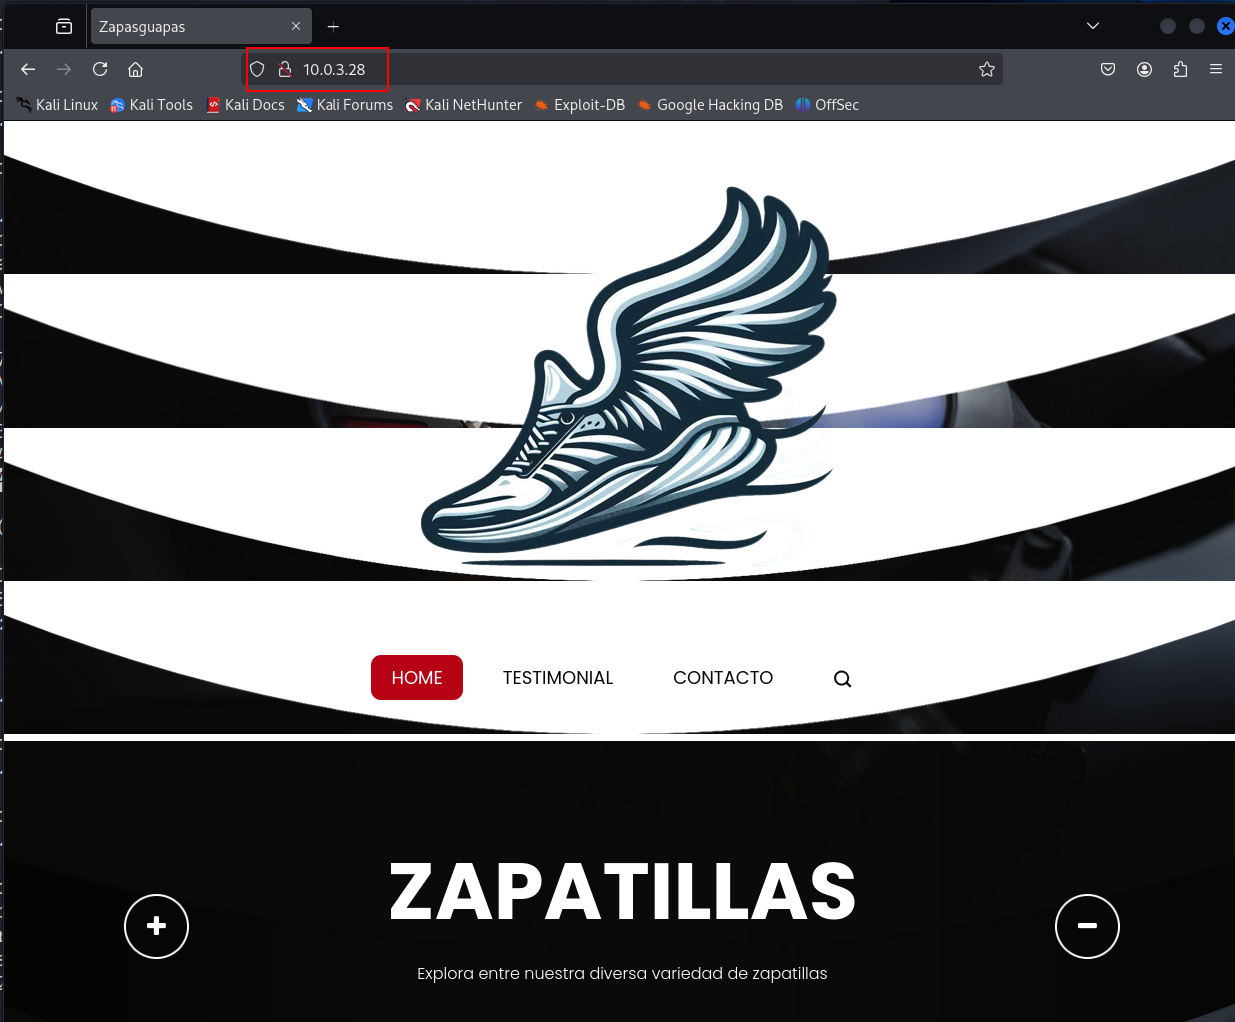 Zapasguapas
10.0.3.28
Kali Linux Kali Tools Kali Docs Kali Forums Kali NetHunter Exploit-DB Google Hacking DB OffSec
HOME TESTIMONIAL CONTACTO
ZAPATILLAS
Explora entre nuestra diversa variedad de zapatillas